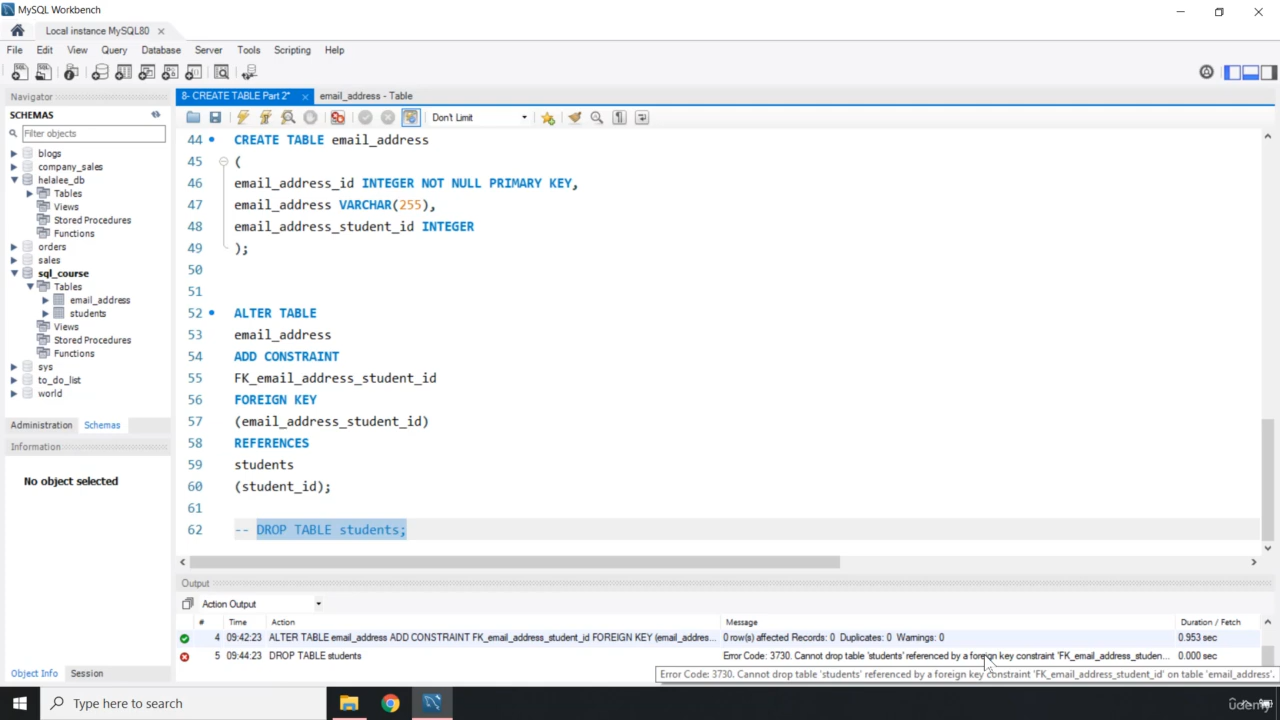 MySQL Workbench
Local instance MySQL80
File Edit View Query Database Server Tools Scripting Help
Navigator
SCHEMAS
Filter objects
blogs
company_sales
helalee_db
Tables
Views
Stored Procedures
Functions
orders
sales
sql_course
Tables
email_address
students
Views
Stored Procedures
Functions
sys
to_do_list
world
Administration Schemas
Information
No object selected
Object Info Session
8- CREATE TABLE Part 2* email_address - Table
Don't Limit
44 CREATE TABLE email_address
45 (
46 email_address_id INTEGER NOT NULL PRIMARY KEY,
47 email_address VARCHAR(255),
48 email_address_student_id INTEGER
49 );
50
51
52 ALTER TABLE
53 email_address
54 ADD CONSTRAINT
55 FK_email_address_student_id
56 FOREIGN KEY
57 (email_address_student_id)
58 REFERENCES
59 students
60 (student_id);
61
62 -- DROP TABLE students;
Output
Action Output
# Time Action Message Duration / Fetch
4 09:42:23 ALTER TABLE email_address ADD CONSTRAINT FK_email_address_student_id FOREIGN KEY (email_addres... 0 row(s) affected Records: 0 Duplicates: 0 Warnings: 0 0.953 sec
5 09:44:23 DROP TABLE students Error Code: 3730. Cannot drop table 'students' referenced by a foreign key constraint 'FK_email_address_studen... 0.000 sec
Error Code: 3730. Cannot drop table 'students' referenced by a foreign key constraint 'FK_email_address_student_id' on table 'email_address'.
Type here to search
udemy